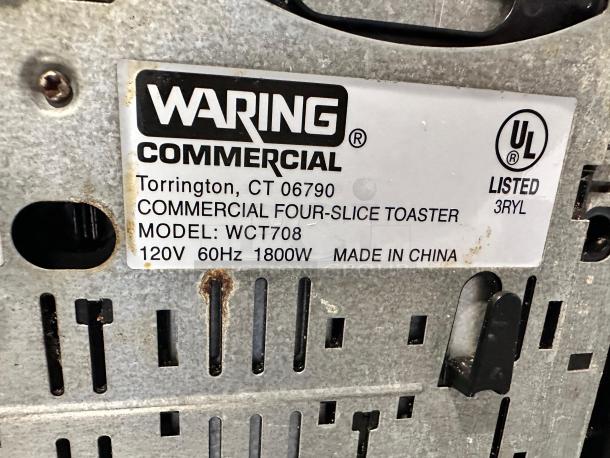 WARING
®
COMMERCIAL
Torrington, CT 06790
COMMERCIAL FOUR-SLICE TOASTER
MODEL: WCT708
120V 60Hz 1800W MADE IN CHINA
UL
®
LISTED
3RYL